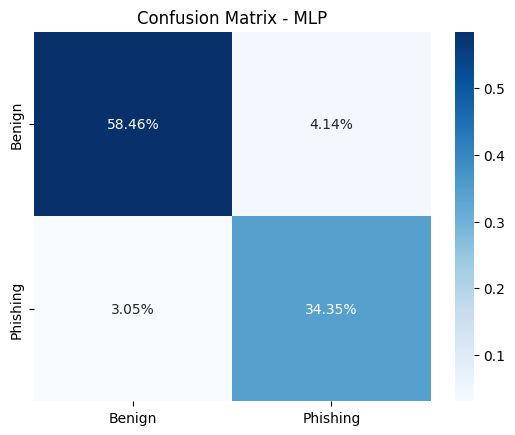 Confusion Matrix - MLP
Benign
58.46%
4.14%
Phishing
3.05%
34.35%
Benign
Phishing
0.5
0.4
0.3
0.2
0.1